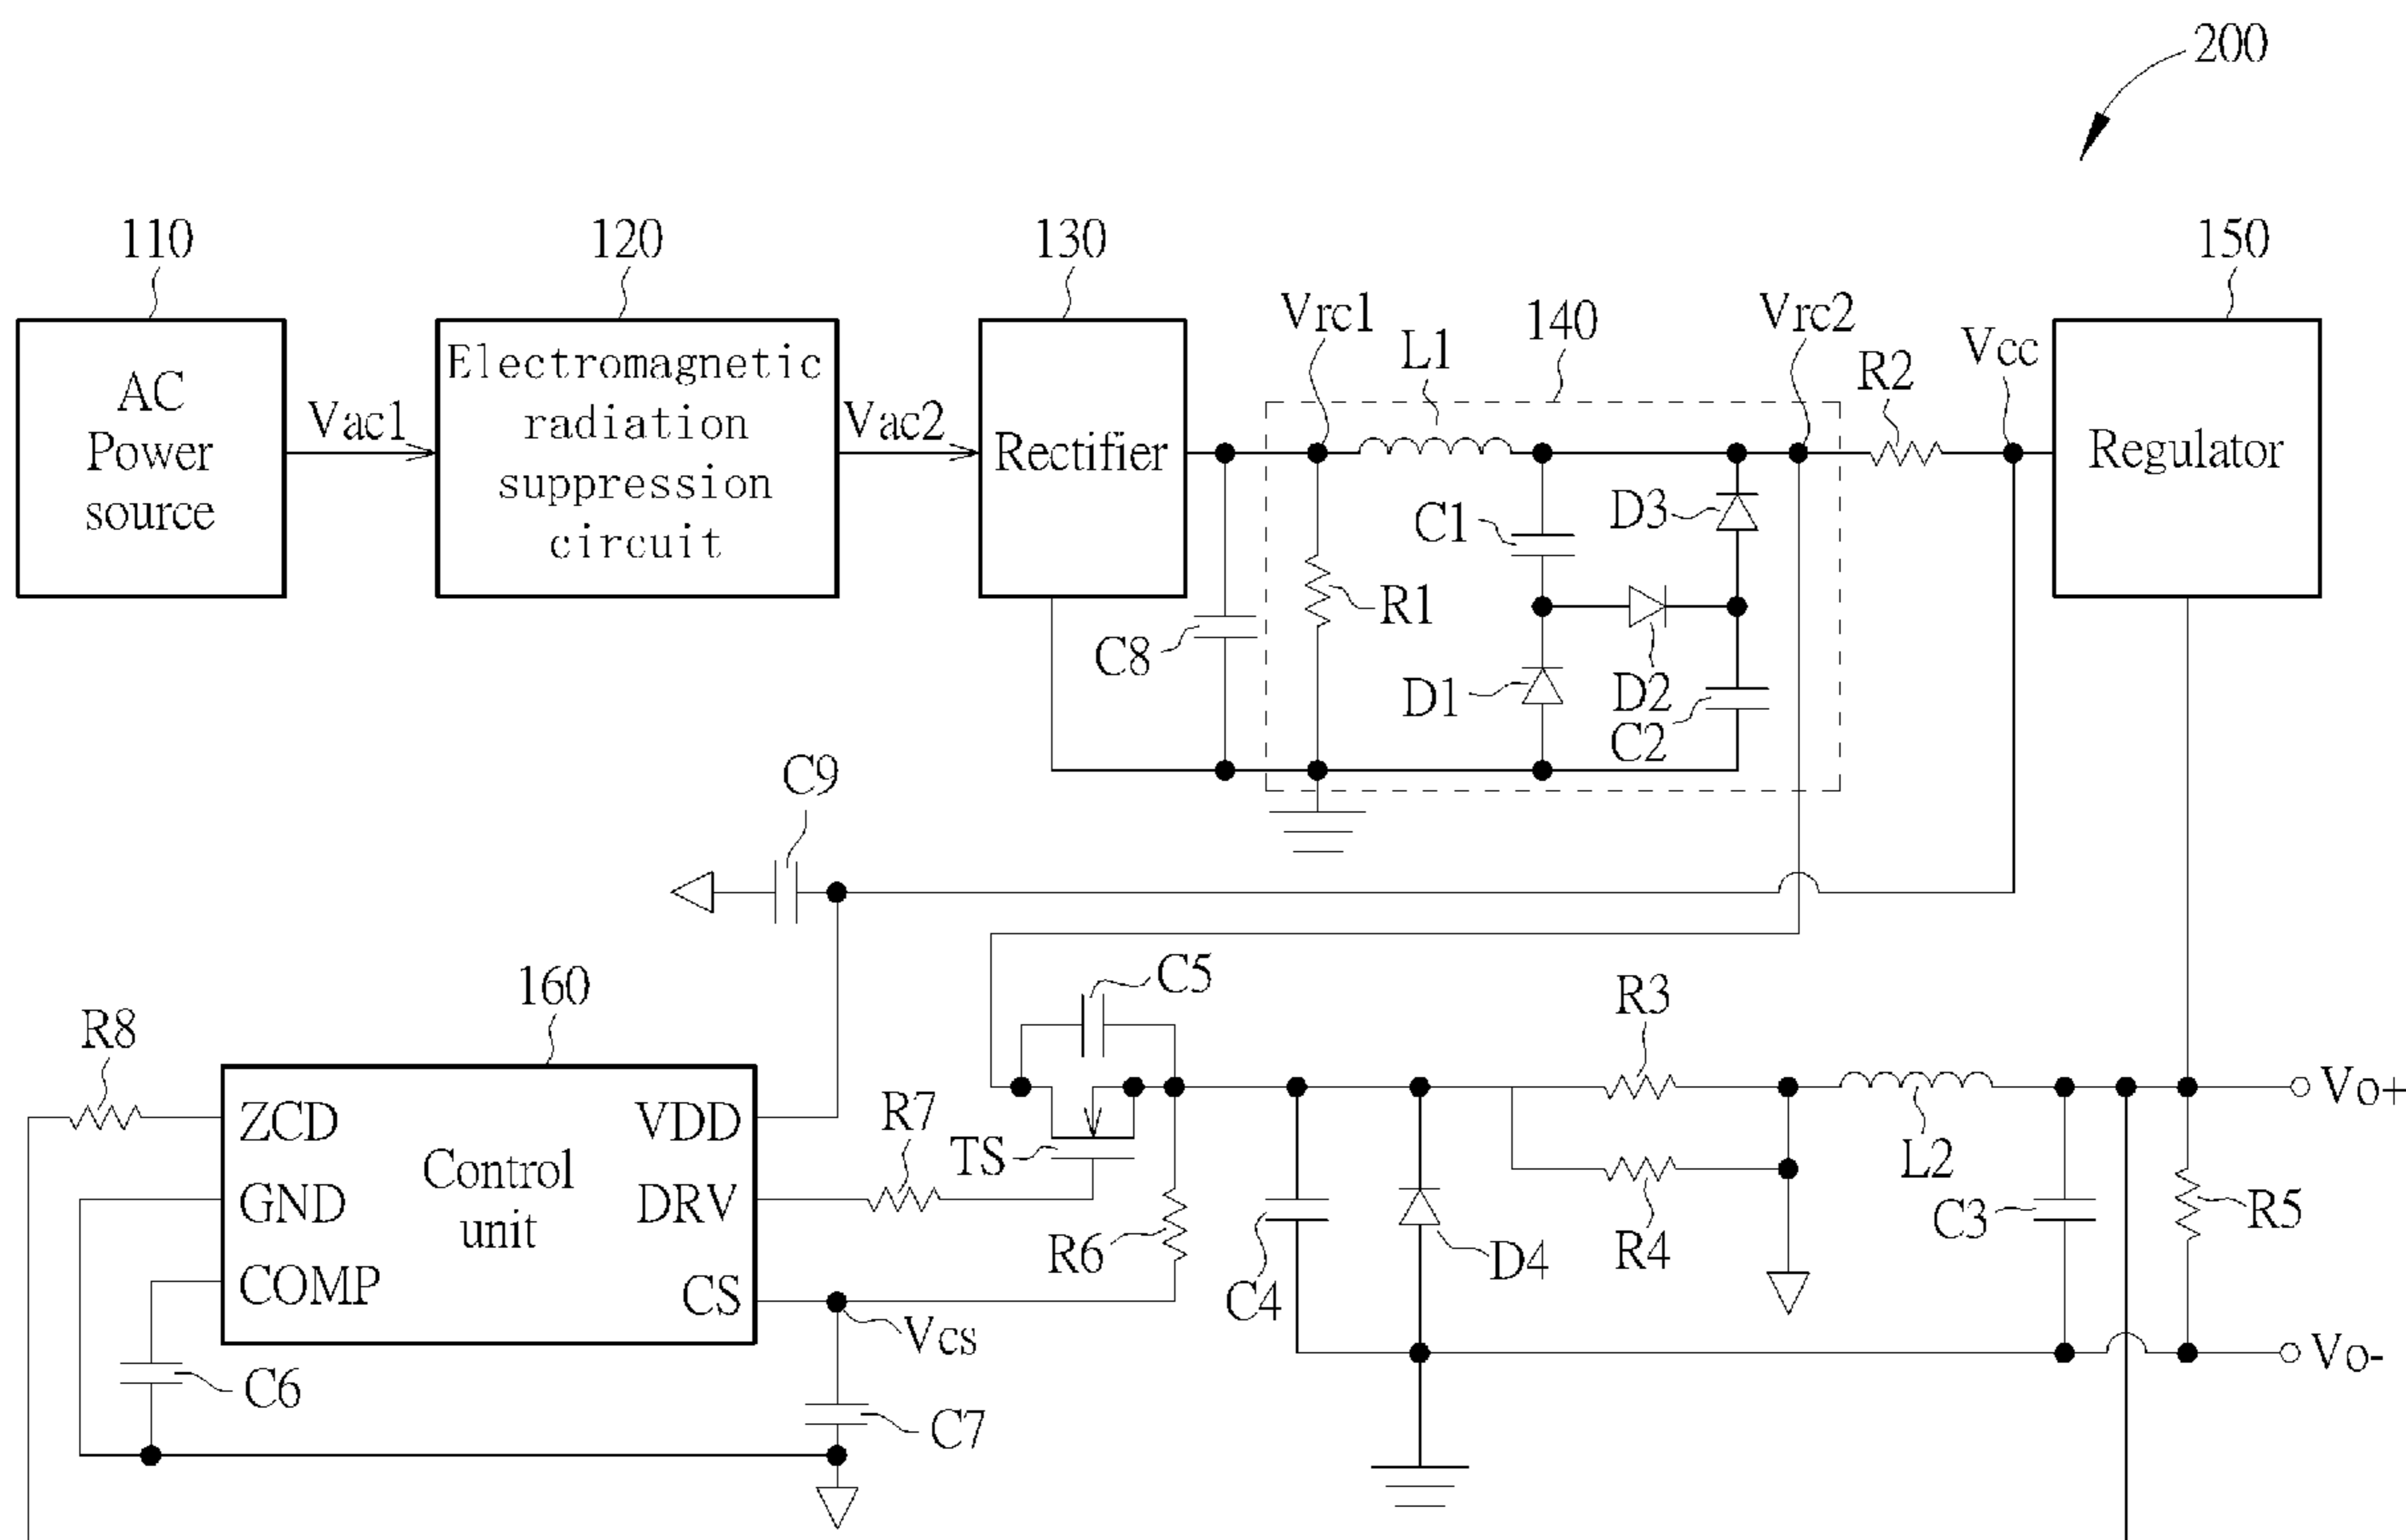 200
110
120
130
140
150
Vrc1
L1
Vrc2
R2
Vcc
AC
Power
source
Vac1
Electromagnetic
radiation
suppression
circuit
Vac2
Rectifier
Regulator
C8
R1
C1
D1
D2
D3
C2
C9
160
R8
ZCD
GND
COMP
Control
unit
VDD
DRV
CS
R7
TS
C5
R6
Vcs
C6
C7
C4
D4
R3
R4
L2
C3
R5
Vo+
Vo-